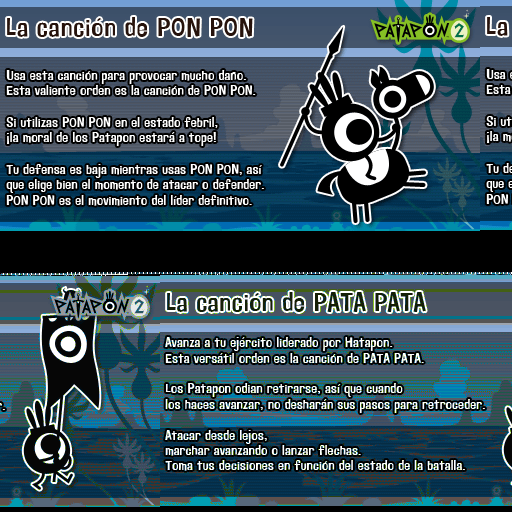 La canción de PON PON
PATAPON 2
La
Usa esta canción para provocar mucho daño.
Esta valiente orden es la canción de PON PON.
Usa e
Esta
Si utilizas PON PON en el estado febril,
¡la moral de los Patapon estará a tope!
Si ut
¡la m
Tu defensa es baja mientras usas PON PON, así
que elige bien el momento de atacar o defender.
PON PON es el movimiento del líder definitivo.
Tu de
que e
PON
PATAPON 2
La canción de PATA PATA
Avanza a tu ejército liderado por Hatapon.
Esta versátil orden es la canción de PATA PATA.
Los Patapon odian retirarse, así que cuando
los haces avanzar, no desharán sus pasos para retroceder.
r.
Atacar desde lejos,
marchar avanzando o lanzar flechas.
Toma tus decisiones en función del estado de la batalla.